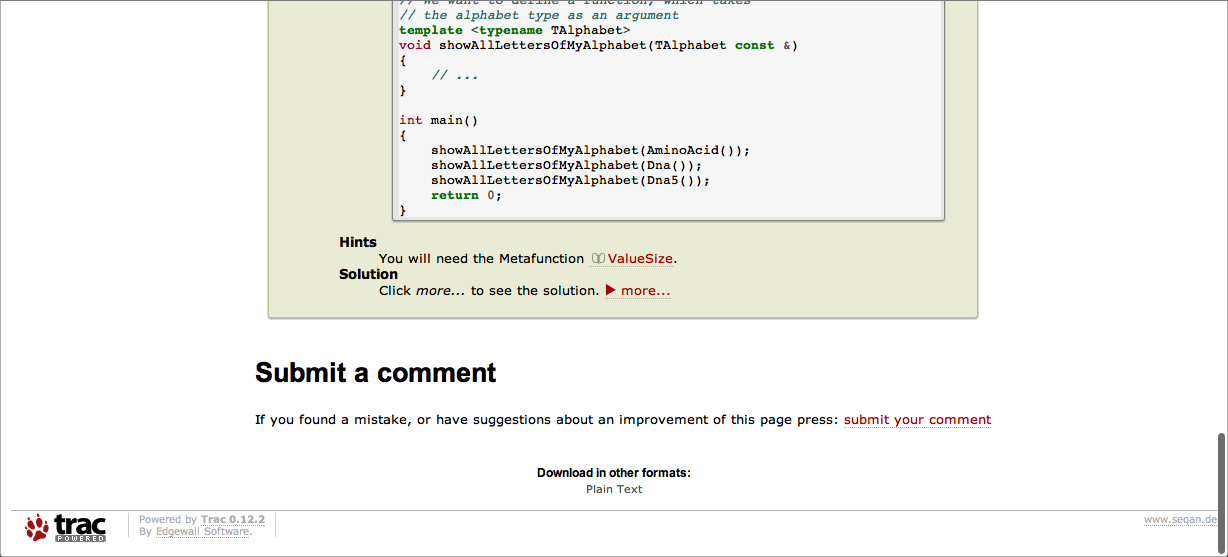 // We want to define a function, which takes
// the alphabet type as an argument
template <typename TAlphabet>
void showAllLettersOfMyAlphabet(TAlphabet const &)
{
// ...
}
int main()
{
showAllLettersOfMyAlphabet(AminoAcid());
showAllLettersOfMyAlphabet(Dna());
showAllLettersOfMyAlphabet(Dna5());
return 0;
}
Hints
You will need the Metafunction ValueSize.
Solution
Click more... to see the solution. ▶ more...
Submit a comment
If you found a mistake, or have suggestions about an improvement of this page press: submit your comment
Download in other formats:
Plain Text
trac
POWERED
Powered by Trac 0.12.2
By Edgewall Software.
www.seqan.de